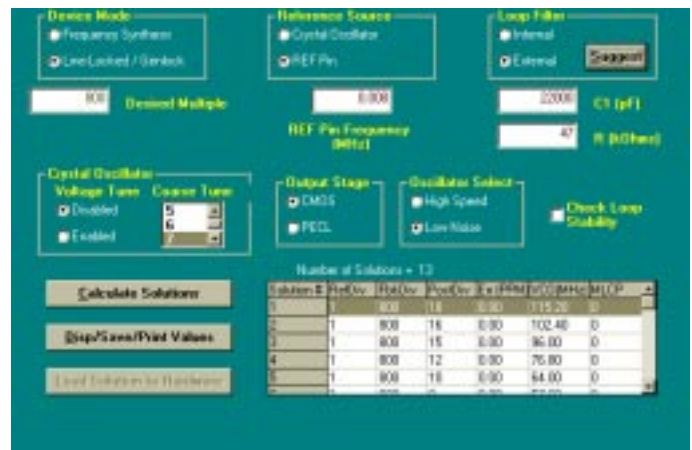 Device Mode
Frequency Synthesis
Line-Locked / Genlock
Reference Source
Crystal Oscillator
REF Pin
Loop Filter
Internal
External
Suggest
800
Desired Multiple
0.008
REF Pin Frequency
(MHz)
22000
C1 (pF)
47
R (kOhms)
Crystal Oscillator
Voltage Tune
Coarse Tune
Disabled
Enabled
5
6
7
Output Stage
CMOS
PECL
Oscillator Select
High Speed
Low Noise
Check Loop
Stability
Number of Solutions = 13
Calculate Solutions
Disp/Save/Print Values
Load Solution to Hardware
Solution # RefDiv FbkDiv PostDiv Err(PPM) VCO (MHz) MLCP
1 1 800 18 0.00 115.20 0
2 1 800 16 0.00 102.40 0
3 1 800 15 0.00 96.00 0
4 1 800 12 0.00 76.80 0
5 1 800 10 0.00 64.00 0